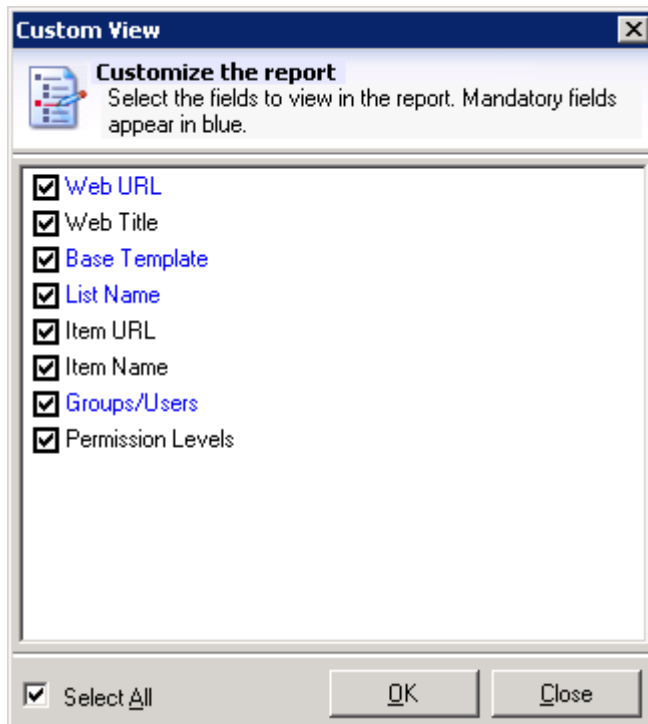 Custom View
Customize the report
Select the fields to view in the report. Mandatory fields
appear in blue.
Web URL
Web Title
Base Template
List Name
Item URL
Item Name
Groups/Users
Permission Levels
Select All OK Close